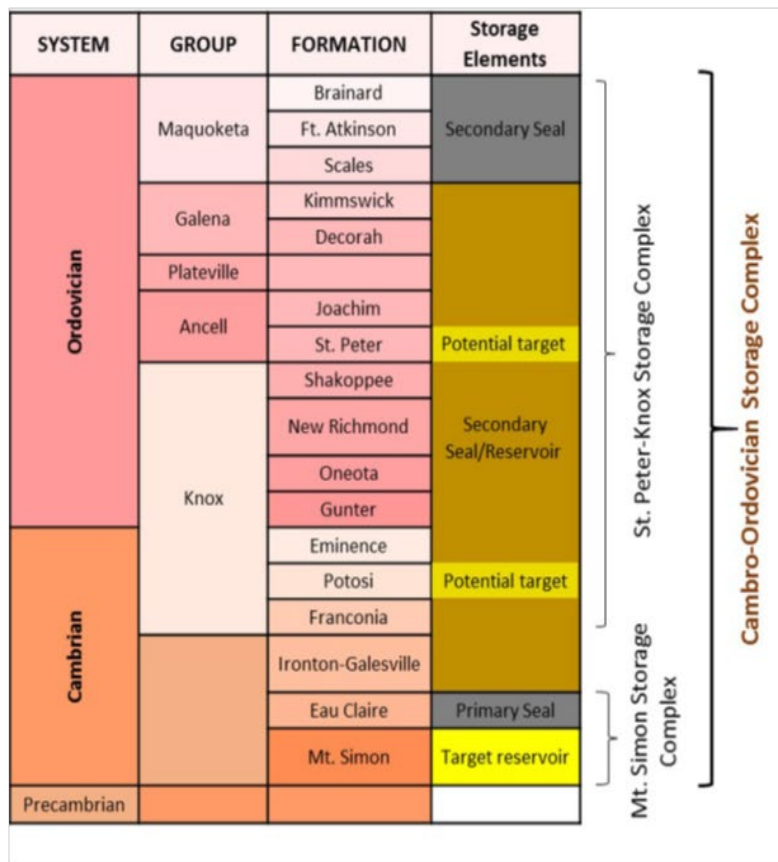 SYSTEM
GROUP
FORMATION
Storage
Elements
Ordovician
Maquoketa
Brainard
Ft. Atkinson
Scales
Secondary Seal
Galena
Kimmswick
Decorah
Plateville
Ancell
Joachim
St. Peter
Potential target
Knox
Shakoppee
New Richmond
Oneota
Gunter
Secondary
Seal/Reservoir
Cambrian
Eminence
Potosi
Potential target
Franconia
Ironton-Galesville
Eau Claire
Primary Seal
Mt. Simon
Target reservoir
Precambrian
St. Peter-Knox Storage Complex
Mt. Simon Storage
Complex
Cambro-Ordovician Storage Complex